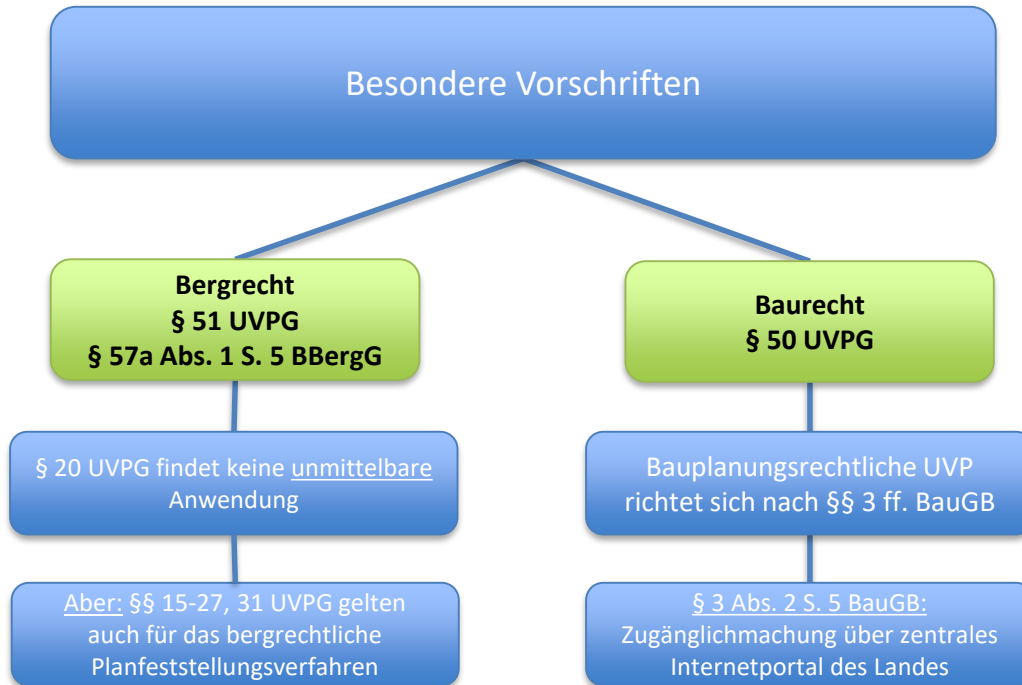 Besondere Vorschriften
Bergrecht
§ 51 UVPG
§ 57a Abs. 1 S. 5 BBergG
§ 20 UVPG findet keine unmittelbare
Anwendung
Aber: §§ 15-27, 31 UVPG gelten
auch für das bergrechtliche
Planfeststellungsverfahren
Baurecht
§ 50 UVPG
Bauplanungsrechtliche UVP
richtet sich nach §§ 3 ff. BauGB
§ 3 Abs. 2 S. 5 BauGB:
Zugänglichmachung über zentrales
Internetportal des Landes